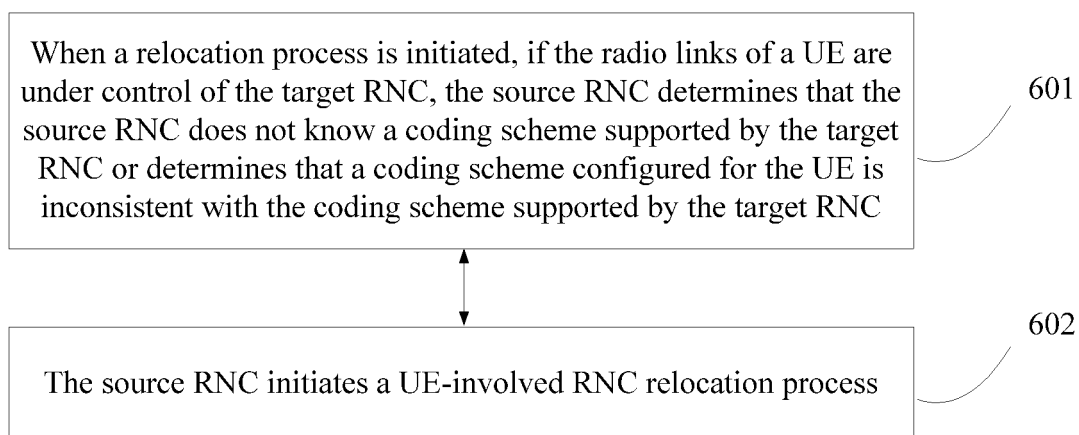 When a relocation process is initiated, if the radio links of a UE are
under control of the target RNC, the source RNC determines that the
source RNC does not know a coding scheme supported by the target
RNC or determines that a coding scheme configured for the UE is
inconsistent with the coding scheme supported by the target RNC
601
The source RNC initiates a UE-involved RNC relocation process
602